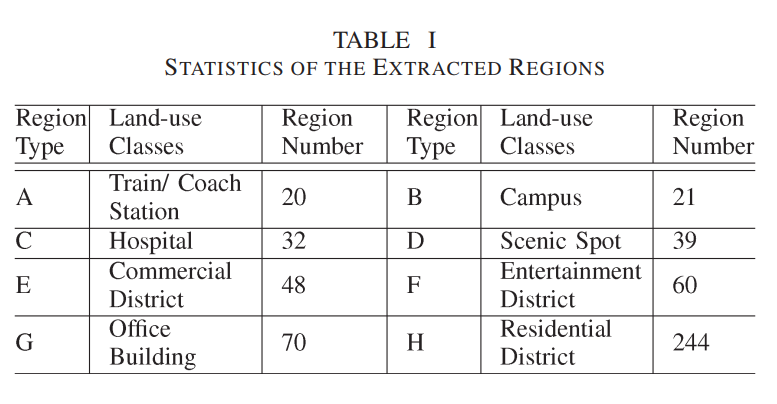 TABLE I
STATISTICS OF THE EXTRACTED REGIONS
Region Type | Land-use Classes | Region Number | Region Type | Land-use Classes | Region Number
A | Train/ Coach Station | 20 | B | Campus | 21
C | Hospital | 32 | D | Scenic Spot | 39
E | Commercial District | 48 | F | Entertainment District | 60
G | Office Building | 70 | H | Residential District | 244